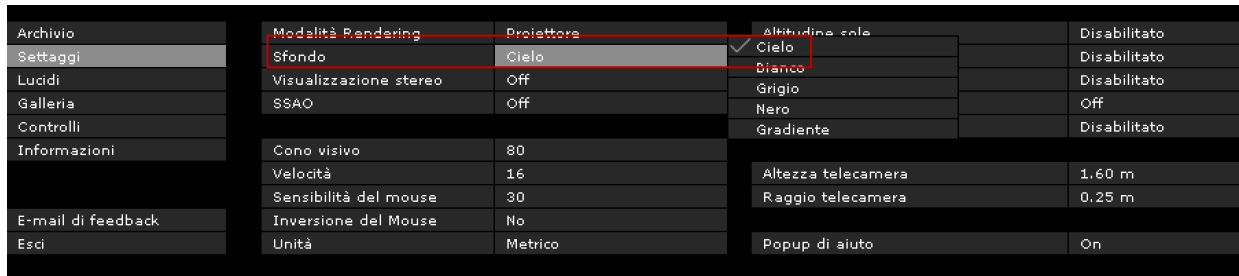 Archivio
Settaggi
Lucidi
Galleria
Controlli
Informazioni
E-mail di feedback
Esci
Modalità Rendering Proiettore
Sfondo Cielo
Visualizzazione stereo Off
SSAO Off
Cono visivo 80
Velocità 16
Sensibilità del mouse 30
Inversione del Mouse No
Unità Metrico
Altitudine sole Disabilitato
Cielo Disabilitato
Bianco
Grigio Disabilitato
Nero Off
Gradiente Disabilitato
Altezza telecamera 1.60 m
Raggio telecamera 0.25 m
Popup di aiuto On